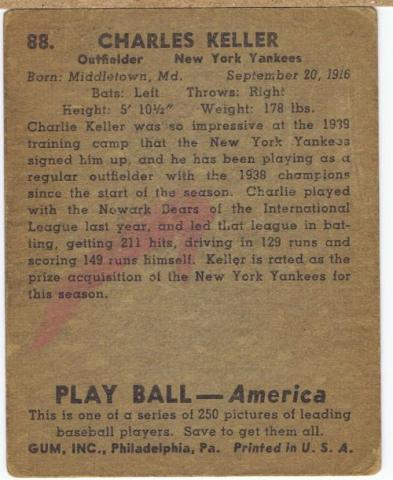 88. CHARLES KELLER
Outfielder New York Yankees
Born: Middletown, Md. September 20, 1916
Bats: Left Throws: Right
Height: 5' 10½" Weight: 178 lbs.
Charlie Keller was so impressive at the 1939
training camp that the New York Yankees
signed him up, and he has been playing as a
regular outfielder with the 1938 champions
since the start of the season. Charlie played
with the Newark Bears of the International
League last year, and led that league in bat-
ting, getting 211 hits, driving in 129 runs and
scoring 149 runs himself. Keller is rated as the
prize acquisition of the New York Yankees for
this season.
PLAY BALL — America
This is one of a series of 250 pictures of leading
baseball players. Save to get them all.
GUM, INC., Philadelphia, Pa. Printed in U. S. A.